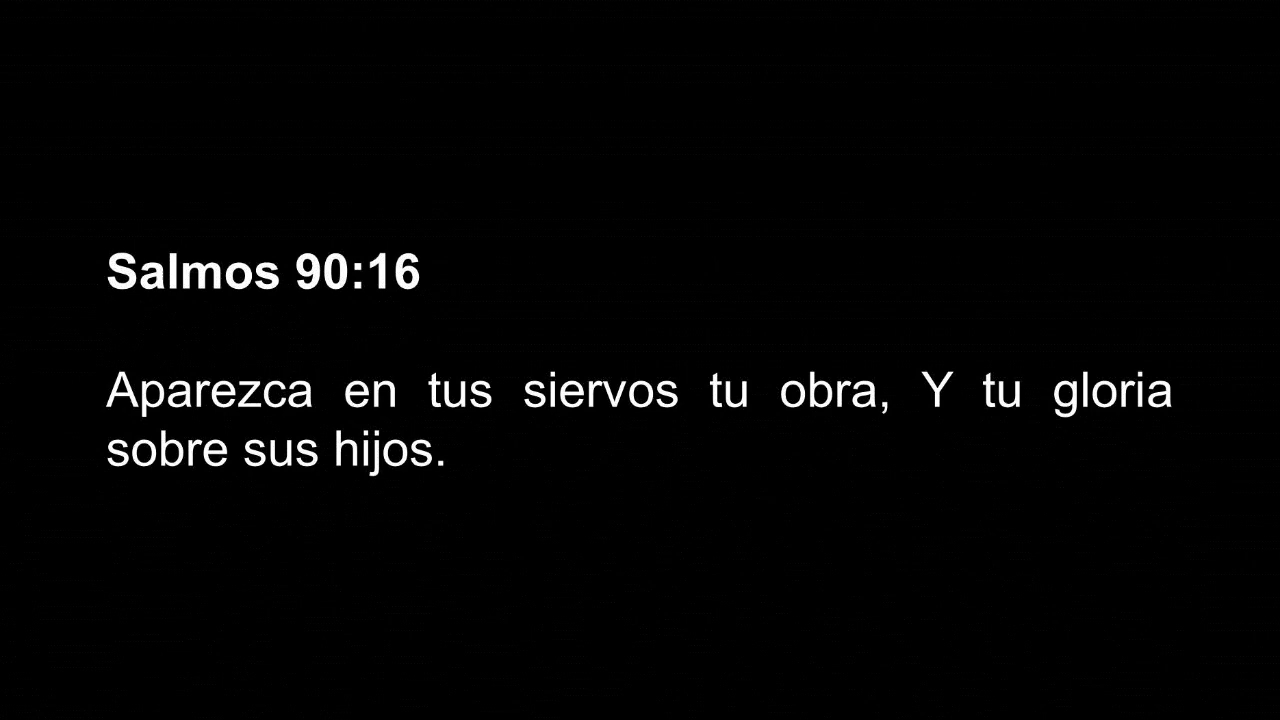 Salmos 90:16
Aparezca en tus siervos tu obra, Y tu gloria
sobre sus hijos.